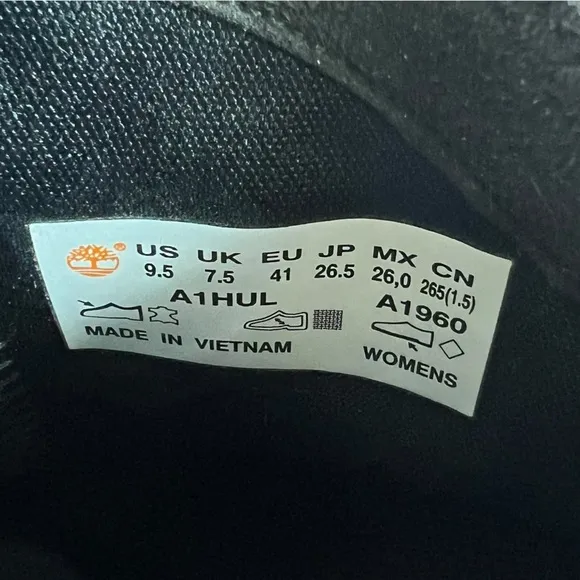 US UK EU JP MX CN
9.5 7.5 41 26.5 26,0 265(1.5)
A1HUL A1960
MADE IN VIETNAM WOMENS